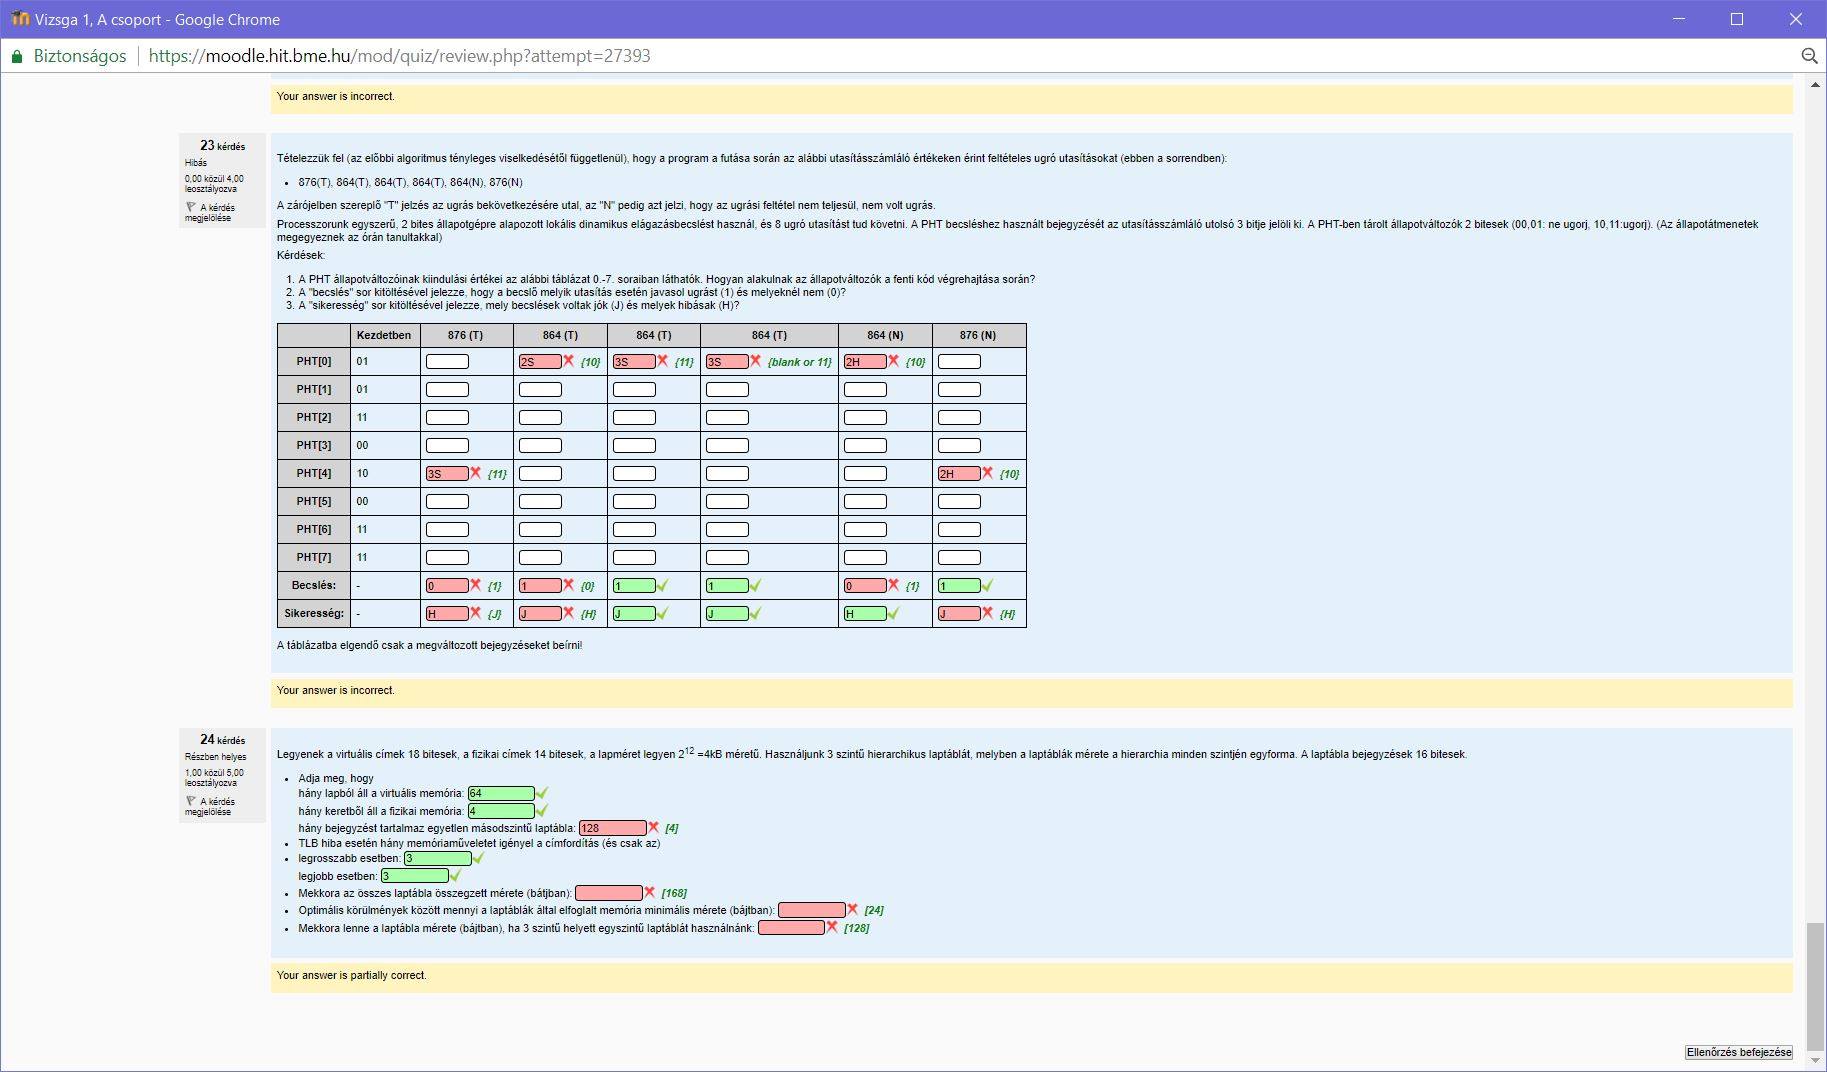 Vizsga 1, A csoport - Google Chrome
Biztonságos https://moodle.hit.bme.hu/mod/quiz/review.php?attempt=27393
Your answer is incorrect.
23 kérdés
Hibás
0,00 közül 4,00
leosztályozva
A kérdés
megjelölése
Tételezzük fel (az előbbi algoritmus tényleges viselkedésétől függetlenül), hogy a program a futása során az alábbi utasításszámláló értékeken érint feltételes ugró utasításokat (ebben a sorrendben):
• 876(T), 864(T), 864(T), 864(T), 864(N), 876(N)
A zárójelben szereplő "T" jelzés az ugrás bekövetkezésére utal, az "N" pedig azt jelzi, hogy az ugrási feltétel nem teljesül, nem volt ugrás.
Processzorunk egyszerű, 2 bites állapotgépre alapozott lokális dinamikus elágazásbecslést használ, és 8 ugró utasítást tud követni. A PHT becsléshez használt bejegyzését az utasításszámláló utolsó 3 bitje jelöli ki. A PHT-ben tárolt állapotváltozók 2 bitesek (00,01: ne ugorj, 10,11:ugorj). (Az állapotátmenetek
megegyeznek az órán tanultakkal)
Kérdések:
1. A PHT állapotváltozóinak kiindulási értékei az alábbi táblázat 0.-7. soraiban láthatók. Hogyan alakulnak az állapotváltozók a fenti kód végrehajtása során?
2. A "becslés" sor kitöltésével jelezze, hogy a becslő melyik utasítás esetén javasol ugrást (1) és melyeknél nem (0)?
3. A "sikeresség" sor kitöltésével jelezze, mely becslések voltak jók (J) és melyek hibásak (H)?
Kezdetben 876 (T) 864 (T) 864 (T) 864 (T) 864 (N) 876 (N)
PHT[0] 01 2S {10} 3S {11} 3S {blank or 11} 2H {10}
PHT[1] 01
PHT[2] 11
PHT[3] 00
PHT[4] 10 3S {11} 2H {10}
PHT[5] 00
PHT[6] 11
PHT[7] 11
Becslés: - 0 {1} 1 {0} 1 1 0 {1} 1
Sikeresség: - H {J} J {H} J J H J {H}
A táblázatba elgendő csak a megváltozott bejegyzéseket beírni!
Your answer is incorrect.
24 kérdés
Részben helyes
1,00 közül 5,00
leosztályozva
A kérdés
megjelölése
Legyenek a virtuális címek 18 bitesek, a fizikai címek 14 bitesek, a lapméret legyen 2^12 =4kB méretű. Használjunk 3 szintű hierarchikus laptáblát, melyben a laptáblák mérete a hierarchia minden szintjén egyforma. A laptábla bejegyzések 16 bitesek.
• Adja meg, hogy
hány lapból áll a virtuális memória: 64
hány keretből áll a fizikai memória: 4
hány bejegyzést tartalmaz egyetlen másodszintű laptábla: 128 [4]
• TLB hiba esetén hány memóriaműveletet igényel a címfordítás (és csak az)
• legrosszabb esetben: 3
legjobb esetben: 3
• Mekkora az összes laptábla összegzett mérete (bátjban): [168]
• Optimális körülmények között mennyi a laptáblák által elfoglalt memória minimális mérete (bájtban): [24]
• Mekkora lenne a laptábla mérete (bájtban), ha 3 szintű helyett egyszintű laptáblát használnánk: [128]
Your answer is partially correct.
Ellenőrzés befejezése